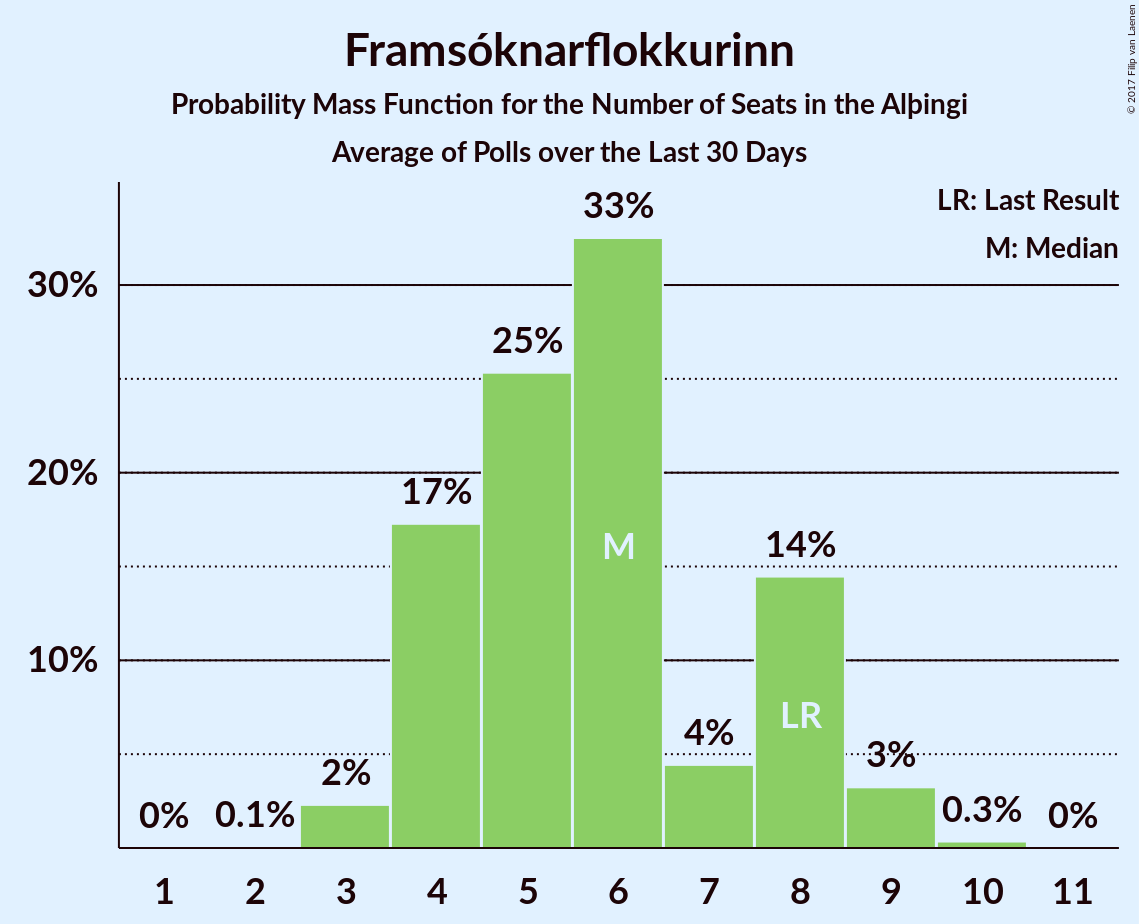 Framsóknarflokkurinn
Probability Mass Function for the Number of Seats in the Alþingi
Average of Polls over the Last 30 Days
© 2017 Filip van Laenen
LR: Last Result
M: Median
30%
20%
10%
0%
0.1%
2%
17%
25%
33%
4%
14%
3%
0.3%
0%
M
LR
1 2 3 4 5 6 7 8 9 10 11